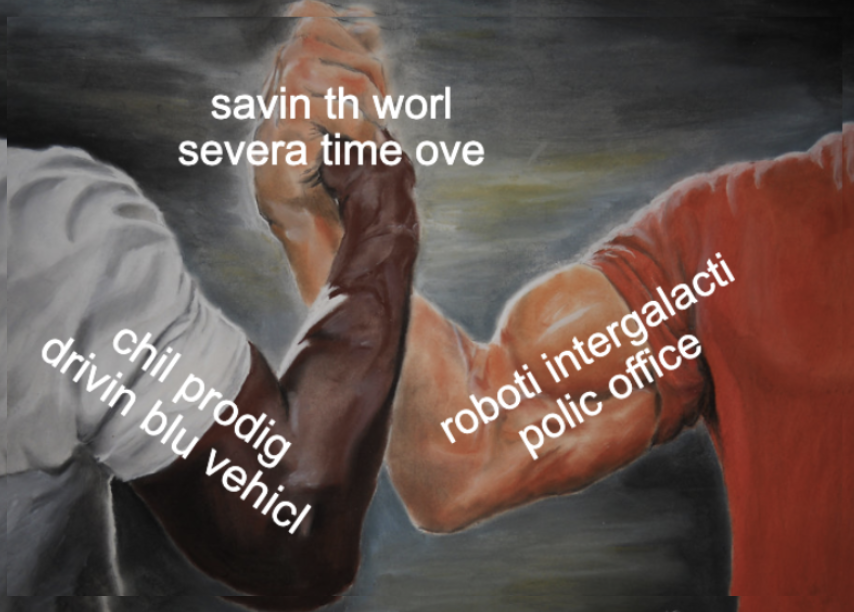 savin th worl
severa time ove
chil prodig
drivin blu vehicl
roboti intergalacti
polic office